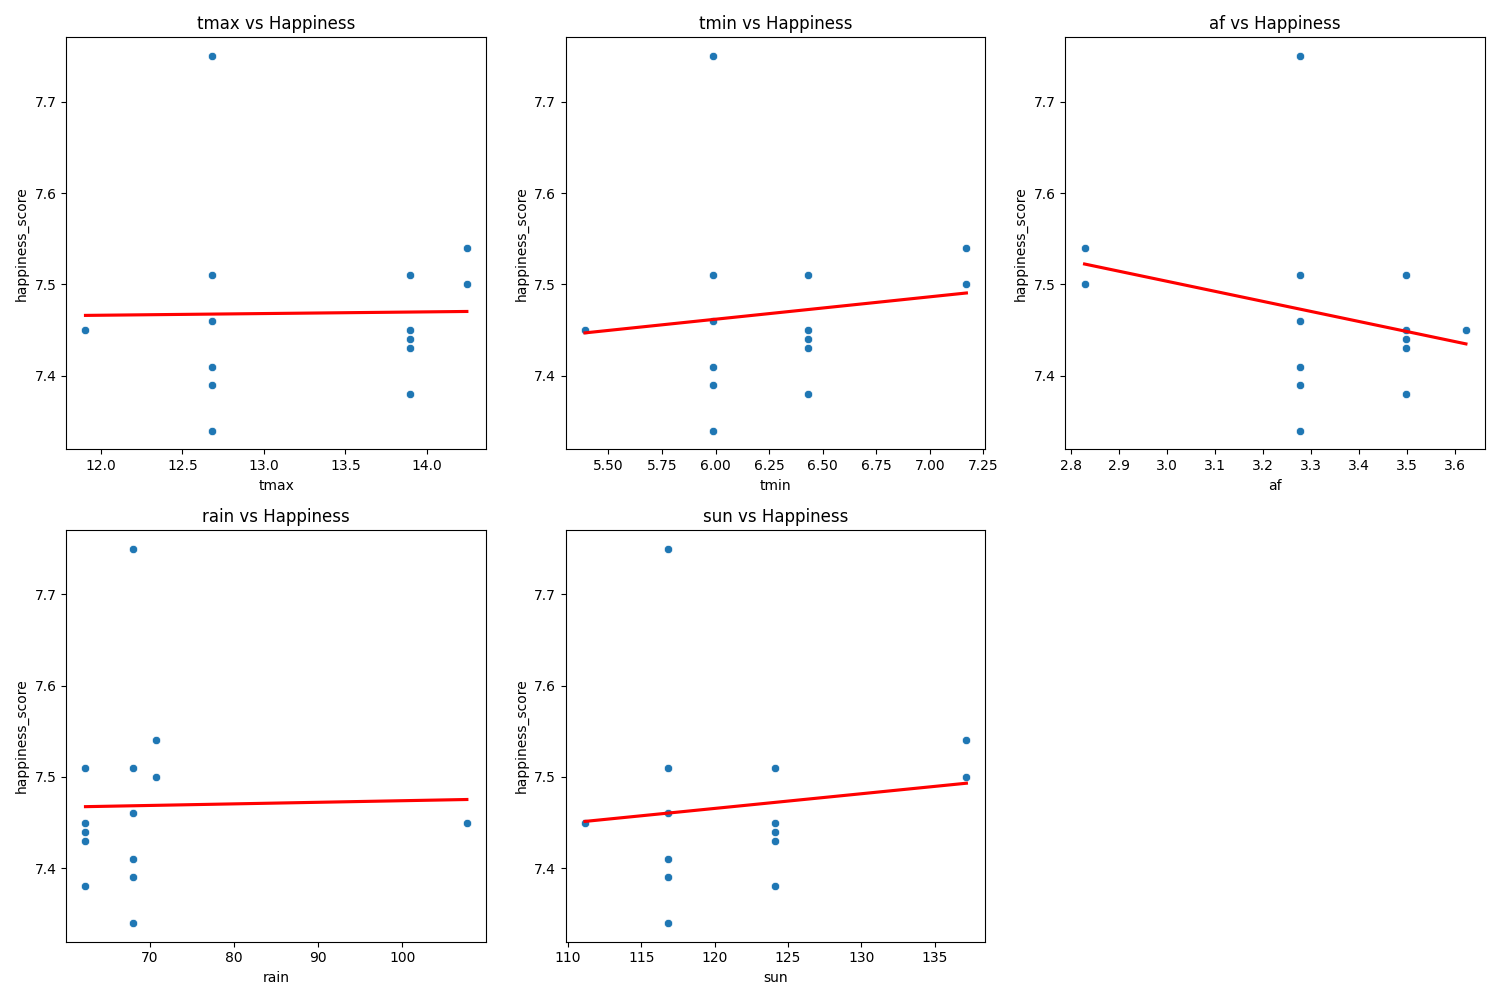 tmax vs Happiness
7.7
7.6
7.5
7.4
happiness_score
12.0 12.5 13.0 13.5 14.0
tmax
tmin vs Happiness
7.7
7.6
7.5
7.4
happiness_score
5.50 5.75 6.00 6.25 6.50 6.75 7.00 7.25
tmin
af vs Happiness
7.7
7.6
7.5
7.4
happiness_score
2.8 2.9 3.0 3.1 3.2 3.3 3.4 3.5 3.6
af
rain vs Happiness
7.7
7.6
7.5
7.4
happiness_score
70 80 90 100
rain
sun vs Happiness
7.7
7.6
7.5
7.4
happiness_score
110 115 120 125 130 135
sun